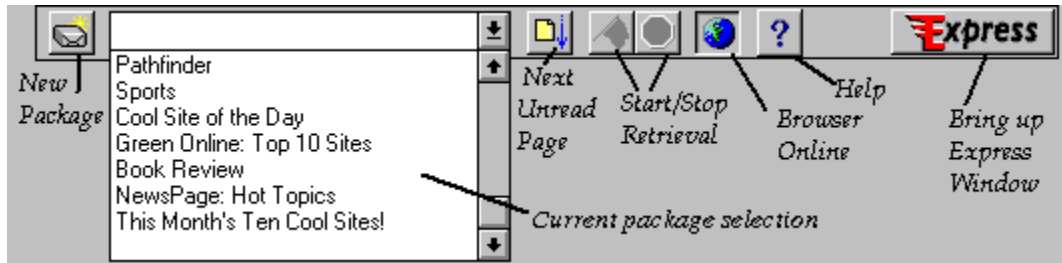 Express
New
Package
Pathfinder
Sports
Cool Site of the Day
Green Online: Top 10 Sites
Book Review
NewsPage: Hot Topics
This Month's Ten Cool Sites!
Next
Unread
Page
Start/Stop
Retrieval
?
Help
Browser
Online
Bring up
Express
Window
Current package selection